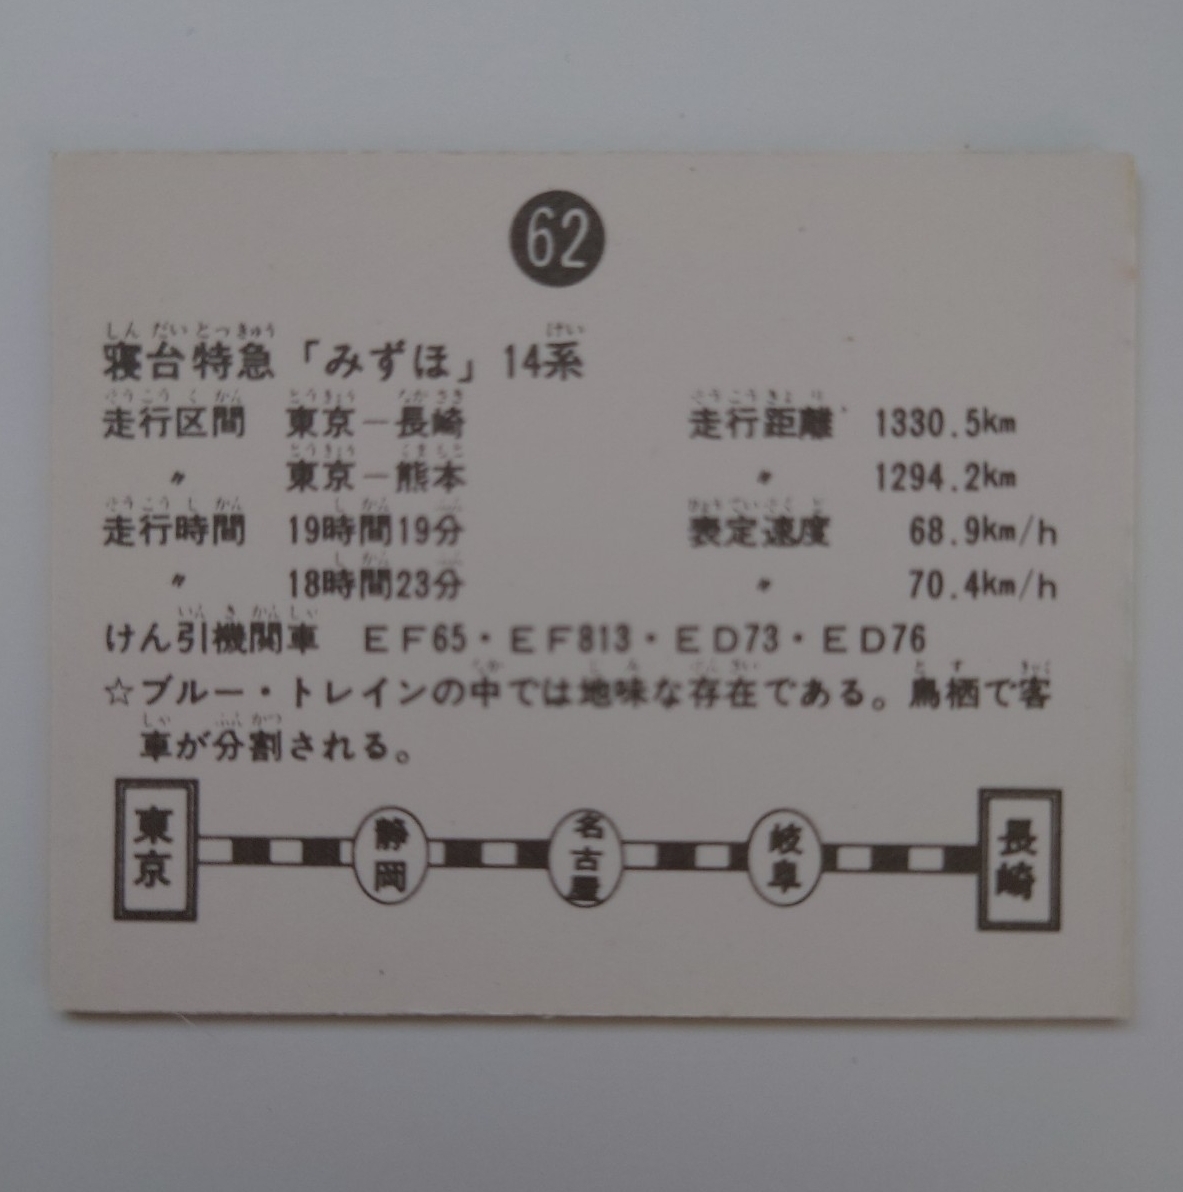 62
寝台特急「みずほ」14系
走行区間 東京－長崎 走行距離 1330.5km
〃 東京－熊本 〃 1294.2km
走行時間 19時間19分 表定速度 68.9km/h
〃 18時間23分 〃 70.4km/h
けん引機関車 EF65・EF813・ED73・ED76
☆ブルー・トレインの中では地味な存在である。鳥栖で客
車が分割される。
東京 静岡 名古屋 岐阜 長崎